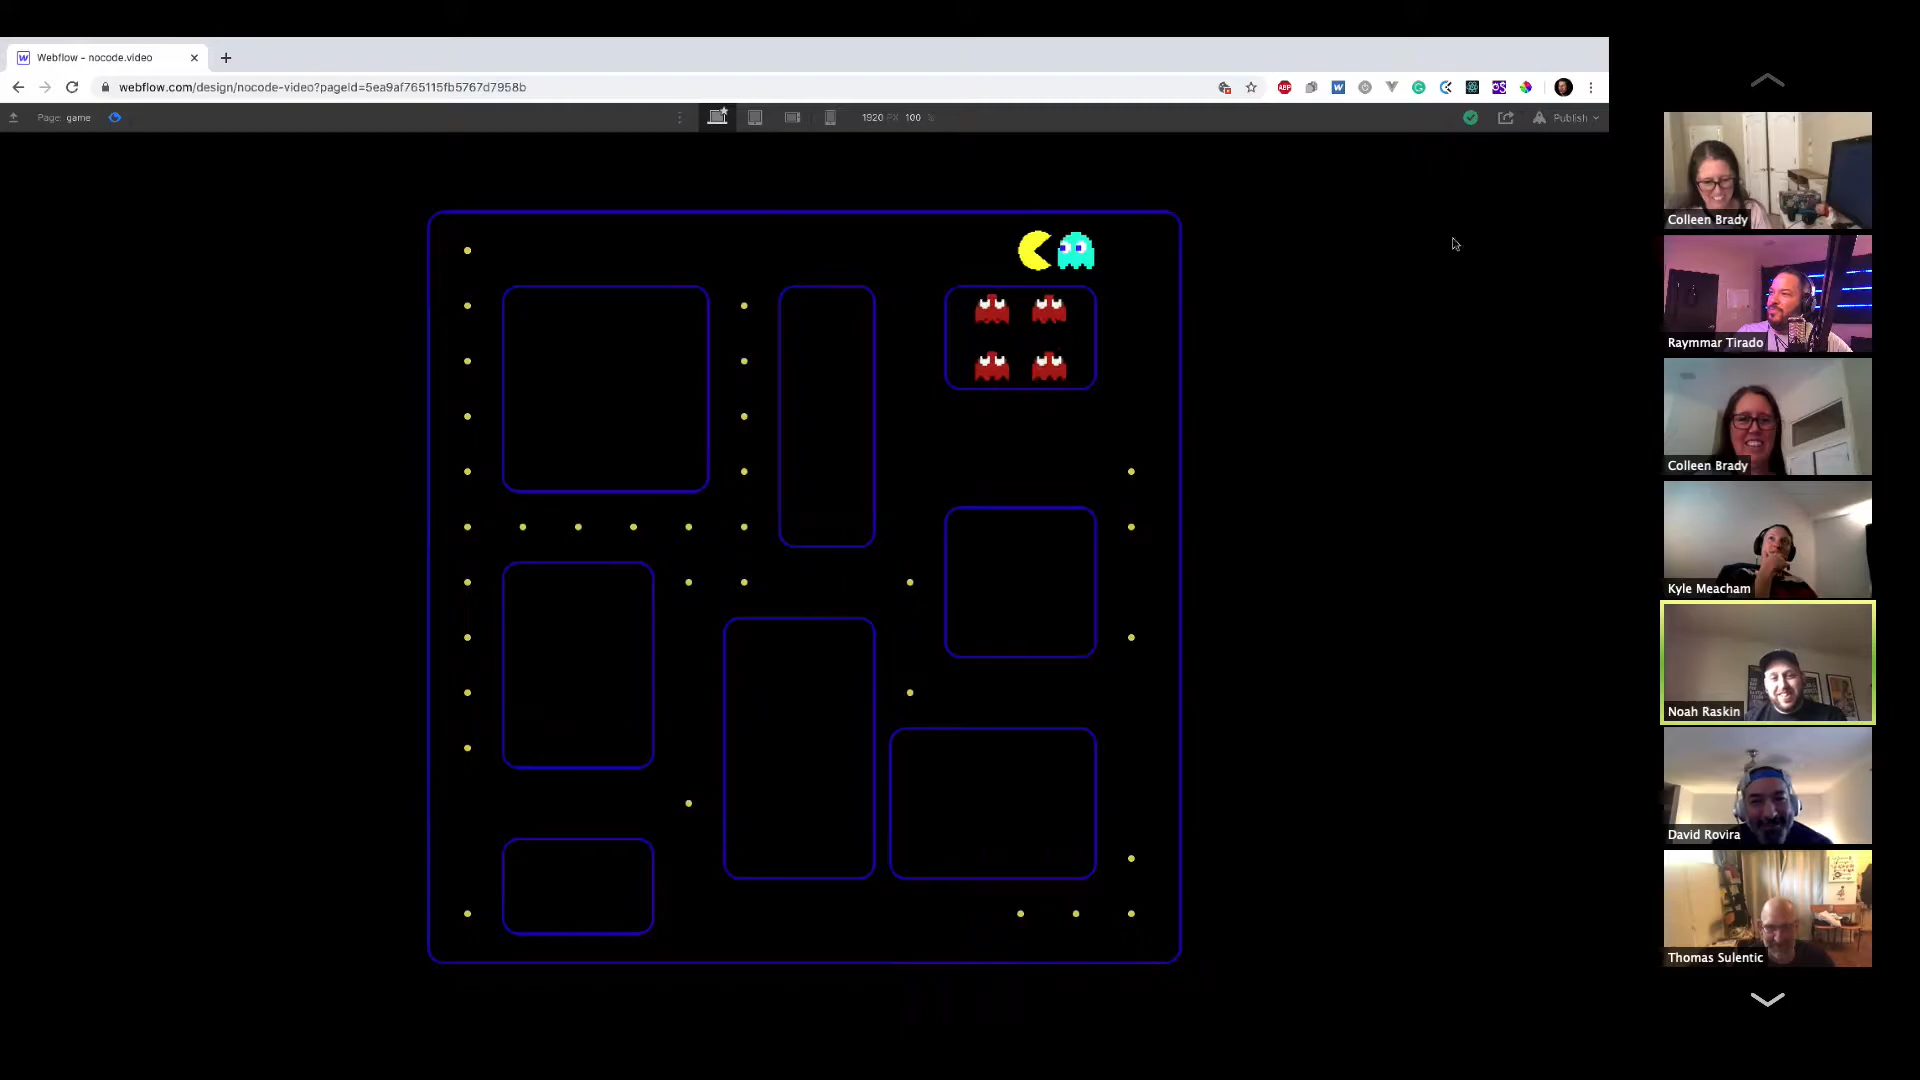 Webflow - nocode.video
webflow.com/design/nocode-video?pageId=5ea9af765115fb5767d7958b
Page: game
1920 PX 100 %
Publish
Colleen Brady
Raymmar Tirado
Colleen Brady
Kyle Meacham
Noah Raskin
David Rovira
Thomas Sulentic